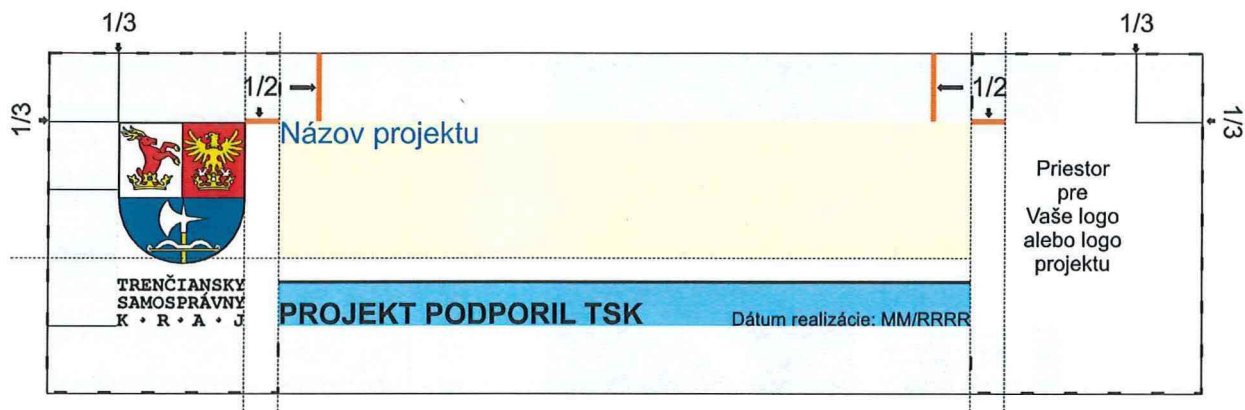 1/3
1/3
1/2
1/2
1/3
1/3
Názov projektu
Priestor
pre
Vaše logo
alebo logo
projektu
TRENČIANSKY
SAMOSPRÁVNY
K • R • A • J
PROJEKT PODPORIL TSK
Dátum realizácie: MM/RRRR